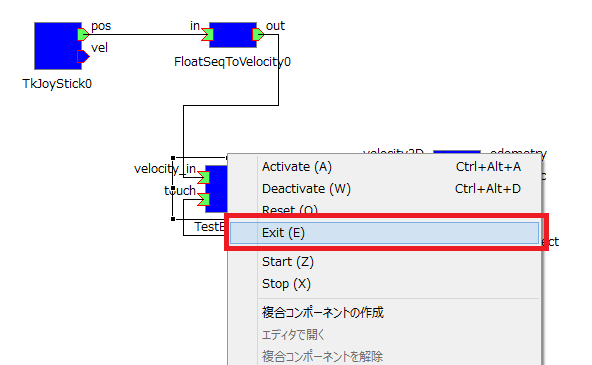 pos
in
out
vel
FloatSeqToVelocity0
TkJoyStick0
velocity2D
odometry
velocity_in
Activate (A) Ctrl+Alt+A
touch
Deactivate (W) Ctrl+Alt+D
Reset (Q)
Exit (E)
Start (Z)
Stop (X)
複合コンポーネントの作成
エディタで開く
複合コンポーネントを解除